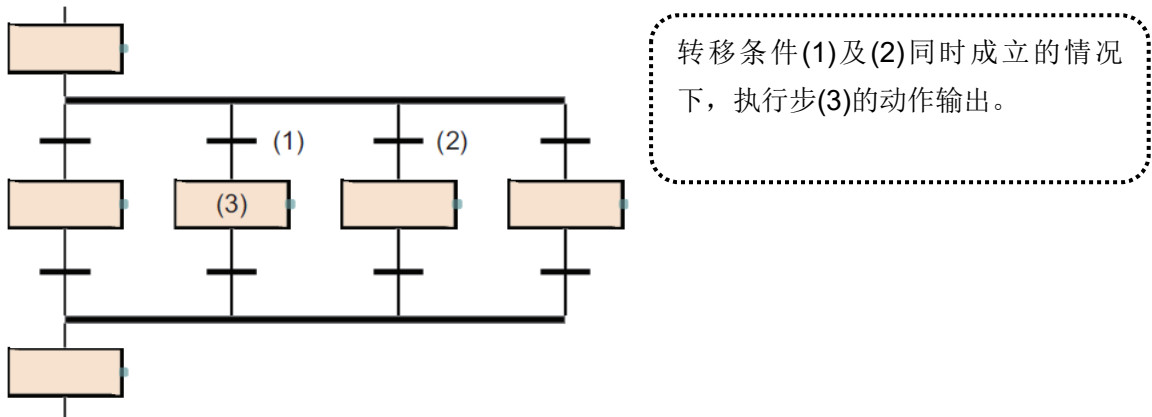 转移条件(1)及(2)同时成立的情况
下，执行步(3)的动作输出。
(1)
(2)
(3)